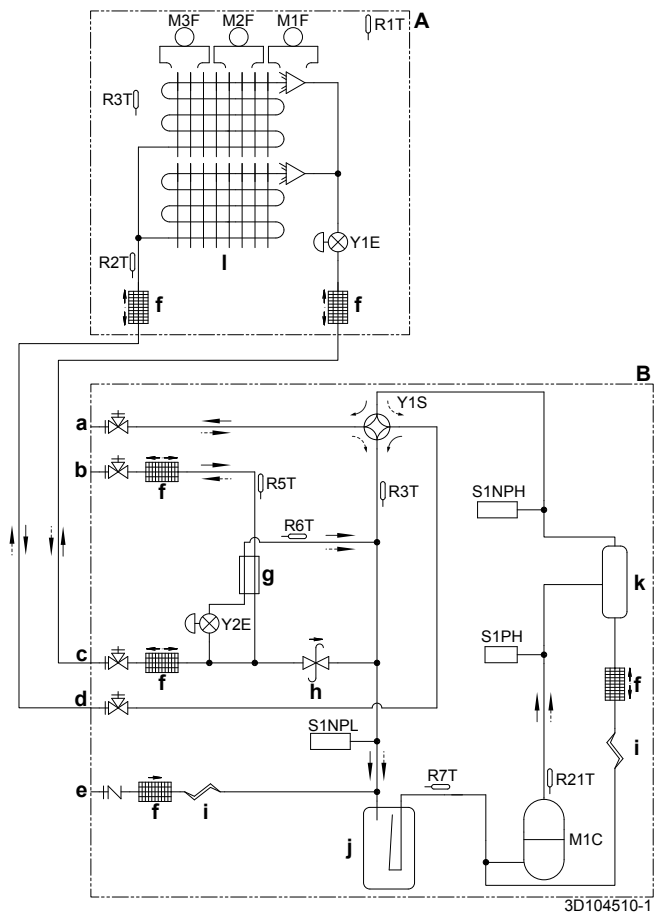 M3F M2F M1F
R1T
A
R3T
I
Y1E
R2T
f
f
B
a
Y1S
b
f
R5T
R3T
S1NPH
R6T
g
k
Y2E
S1PH
c
f
h
f
d
S1NPL
i
e
f
i
R7T
R21T
j
M1C
3D104510-1